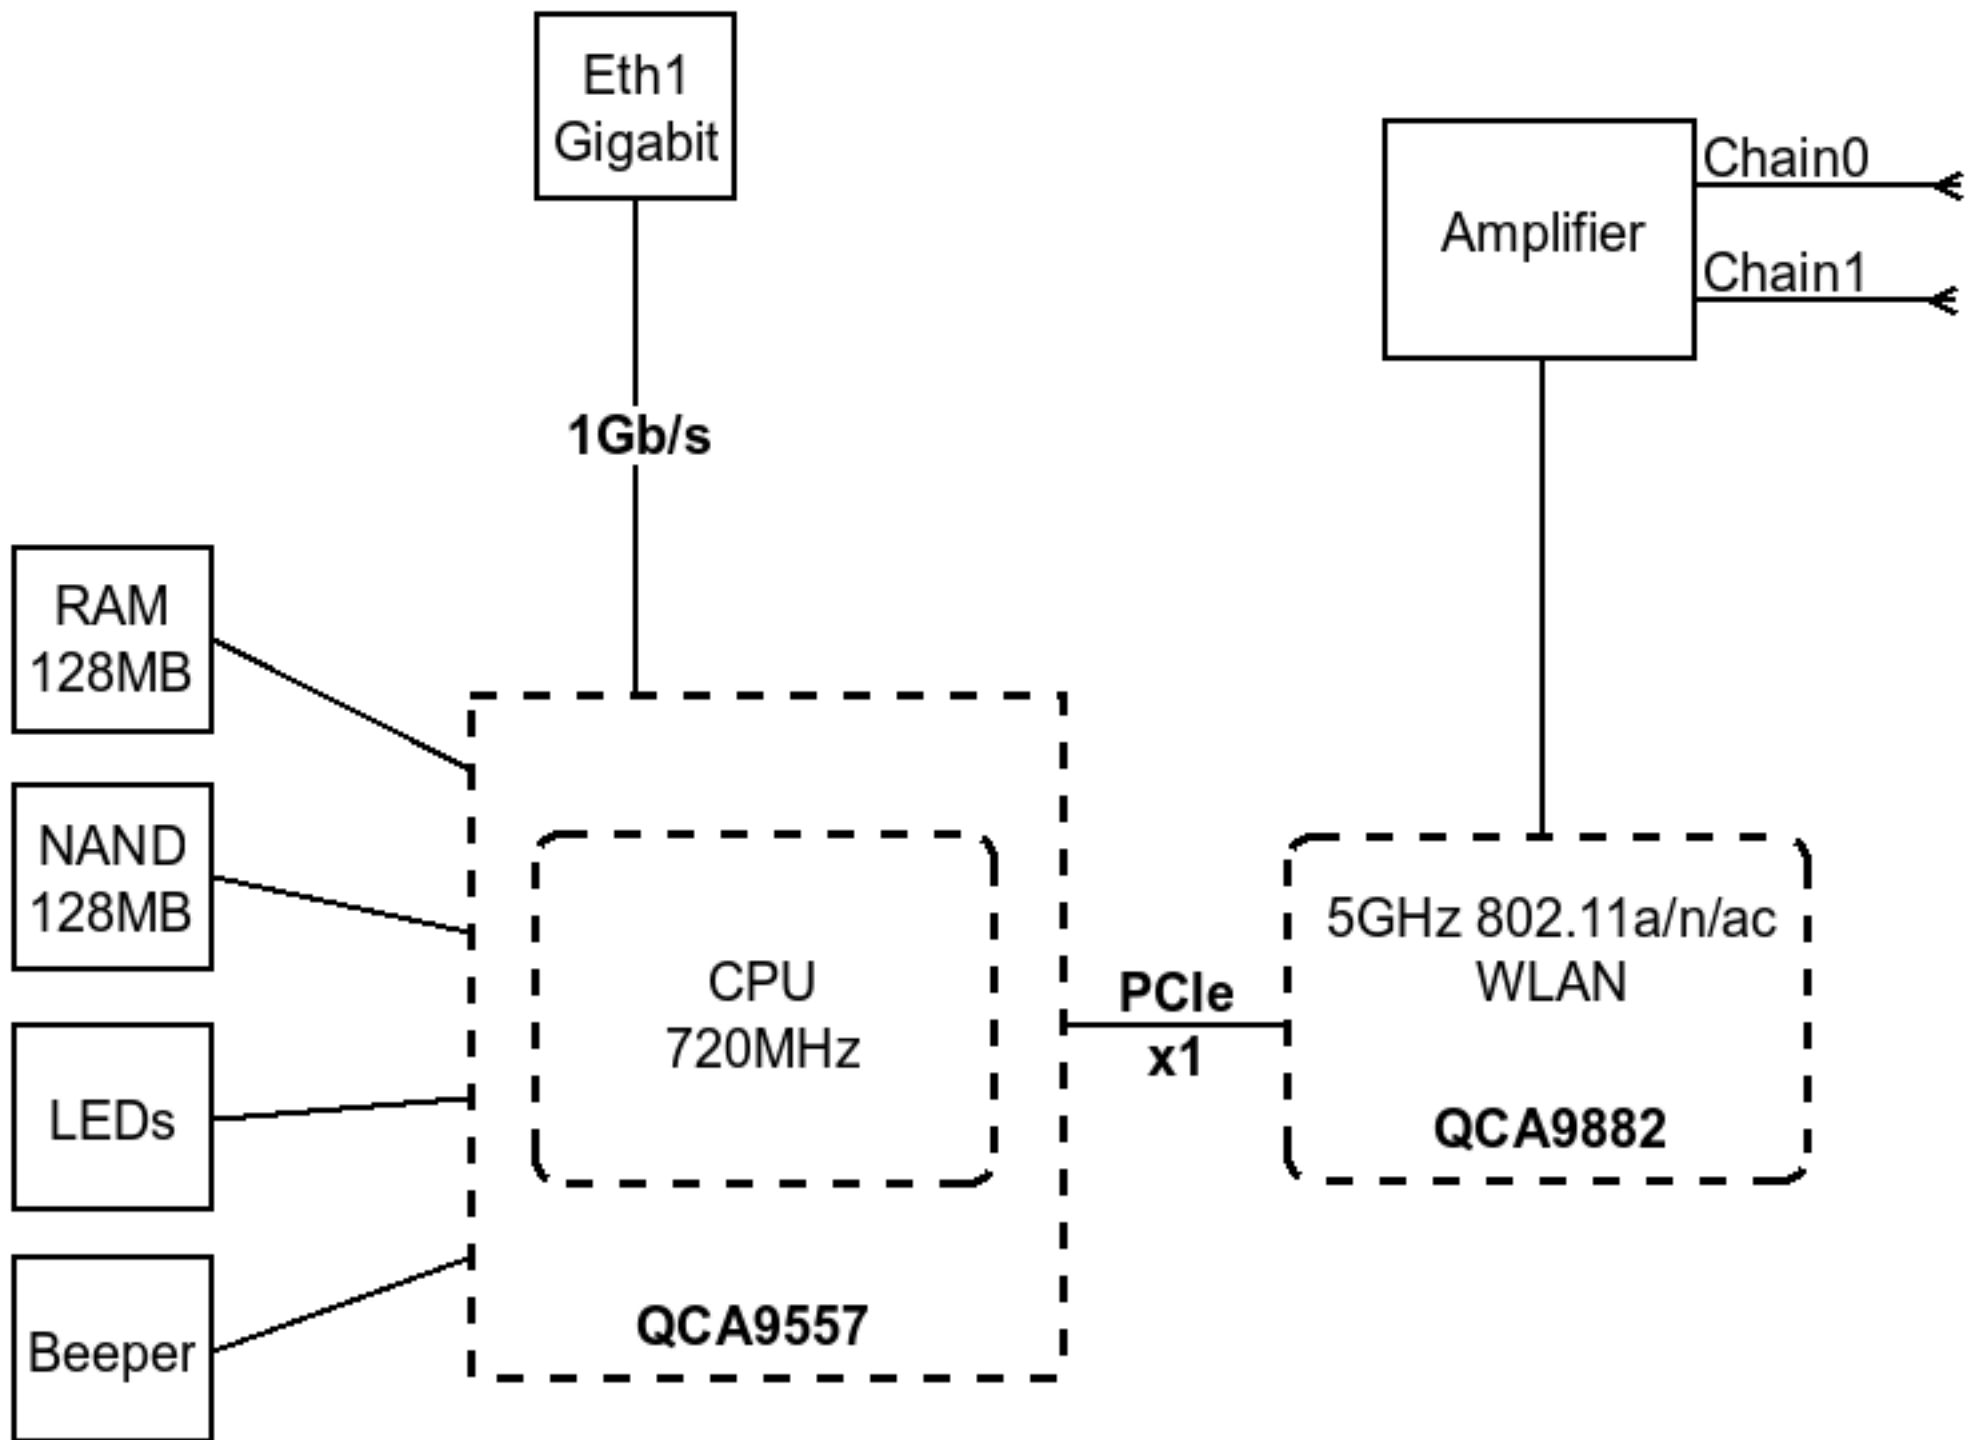 Eth1
Gigabit
Chain0
Amplifier
Chain1
1Gb/s
RAM
128MB
NAND
128MB
LEDs
Beeper
CPU
720MHz
QCA9557
PCIe
x1
5GHz 802.11a/n/ac
WLAN
QCA9882